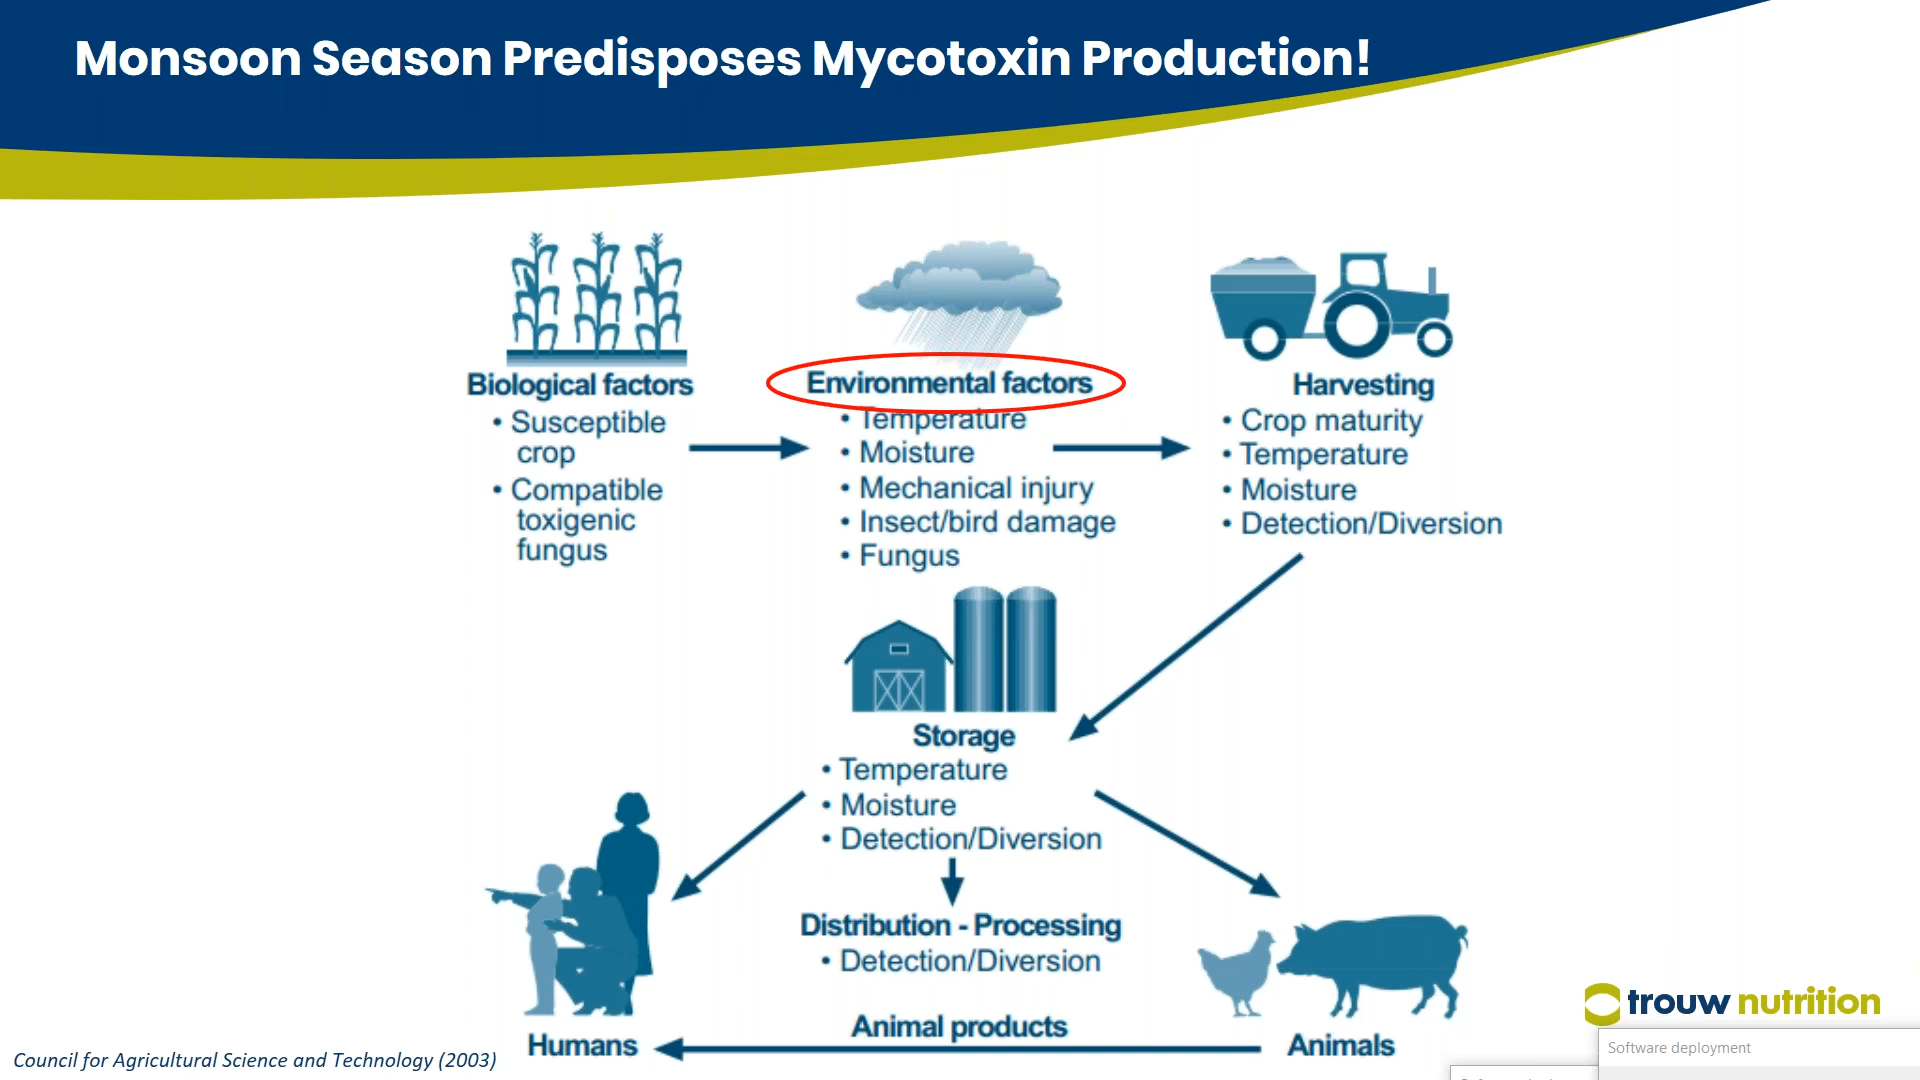 Monsoon Season Predisposes Mycotoxin Production!
Biological factors
• Susceptible
crop
• Compatible
toxigenic
fungus
Environmental factors
• Temperature
• Moisture
• Mechanical injury
• Insect/bird damage
• Fungus
Harvesting
• Crop maturity
• Temperature
• Moisture
• Detection/Diversion
Storage
• Temperature
• Moisture
• Detection/Diversion
Distribution - Processing
• Detection/Diversion
Humans
Animal products
Animals
Council for Agricultural Science and Technology (2003)
trouw nutrition
Software deployment